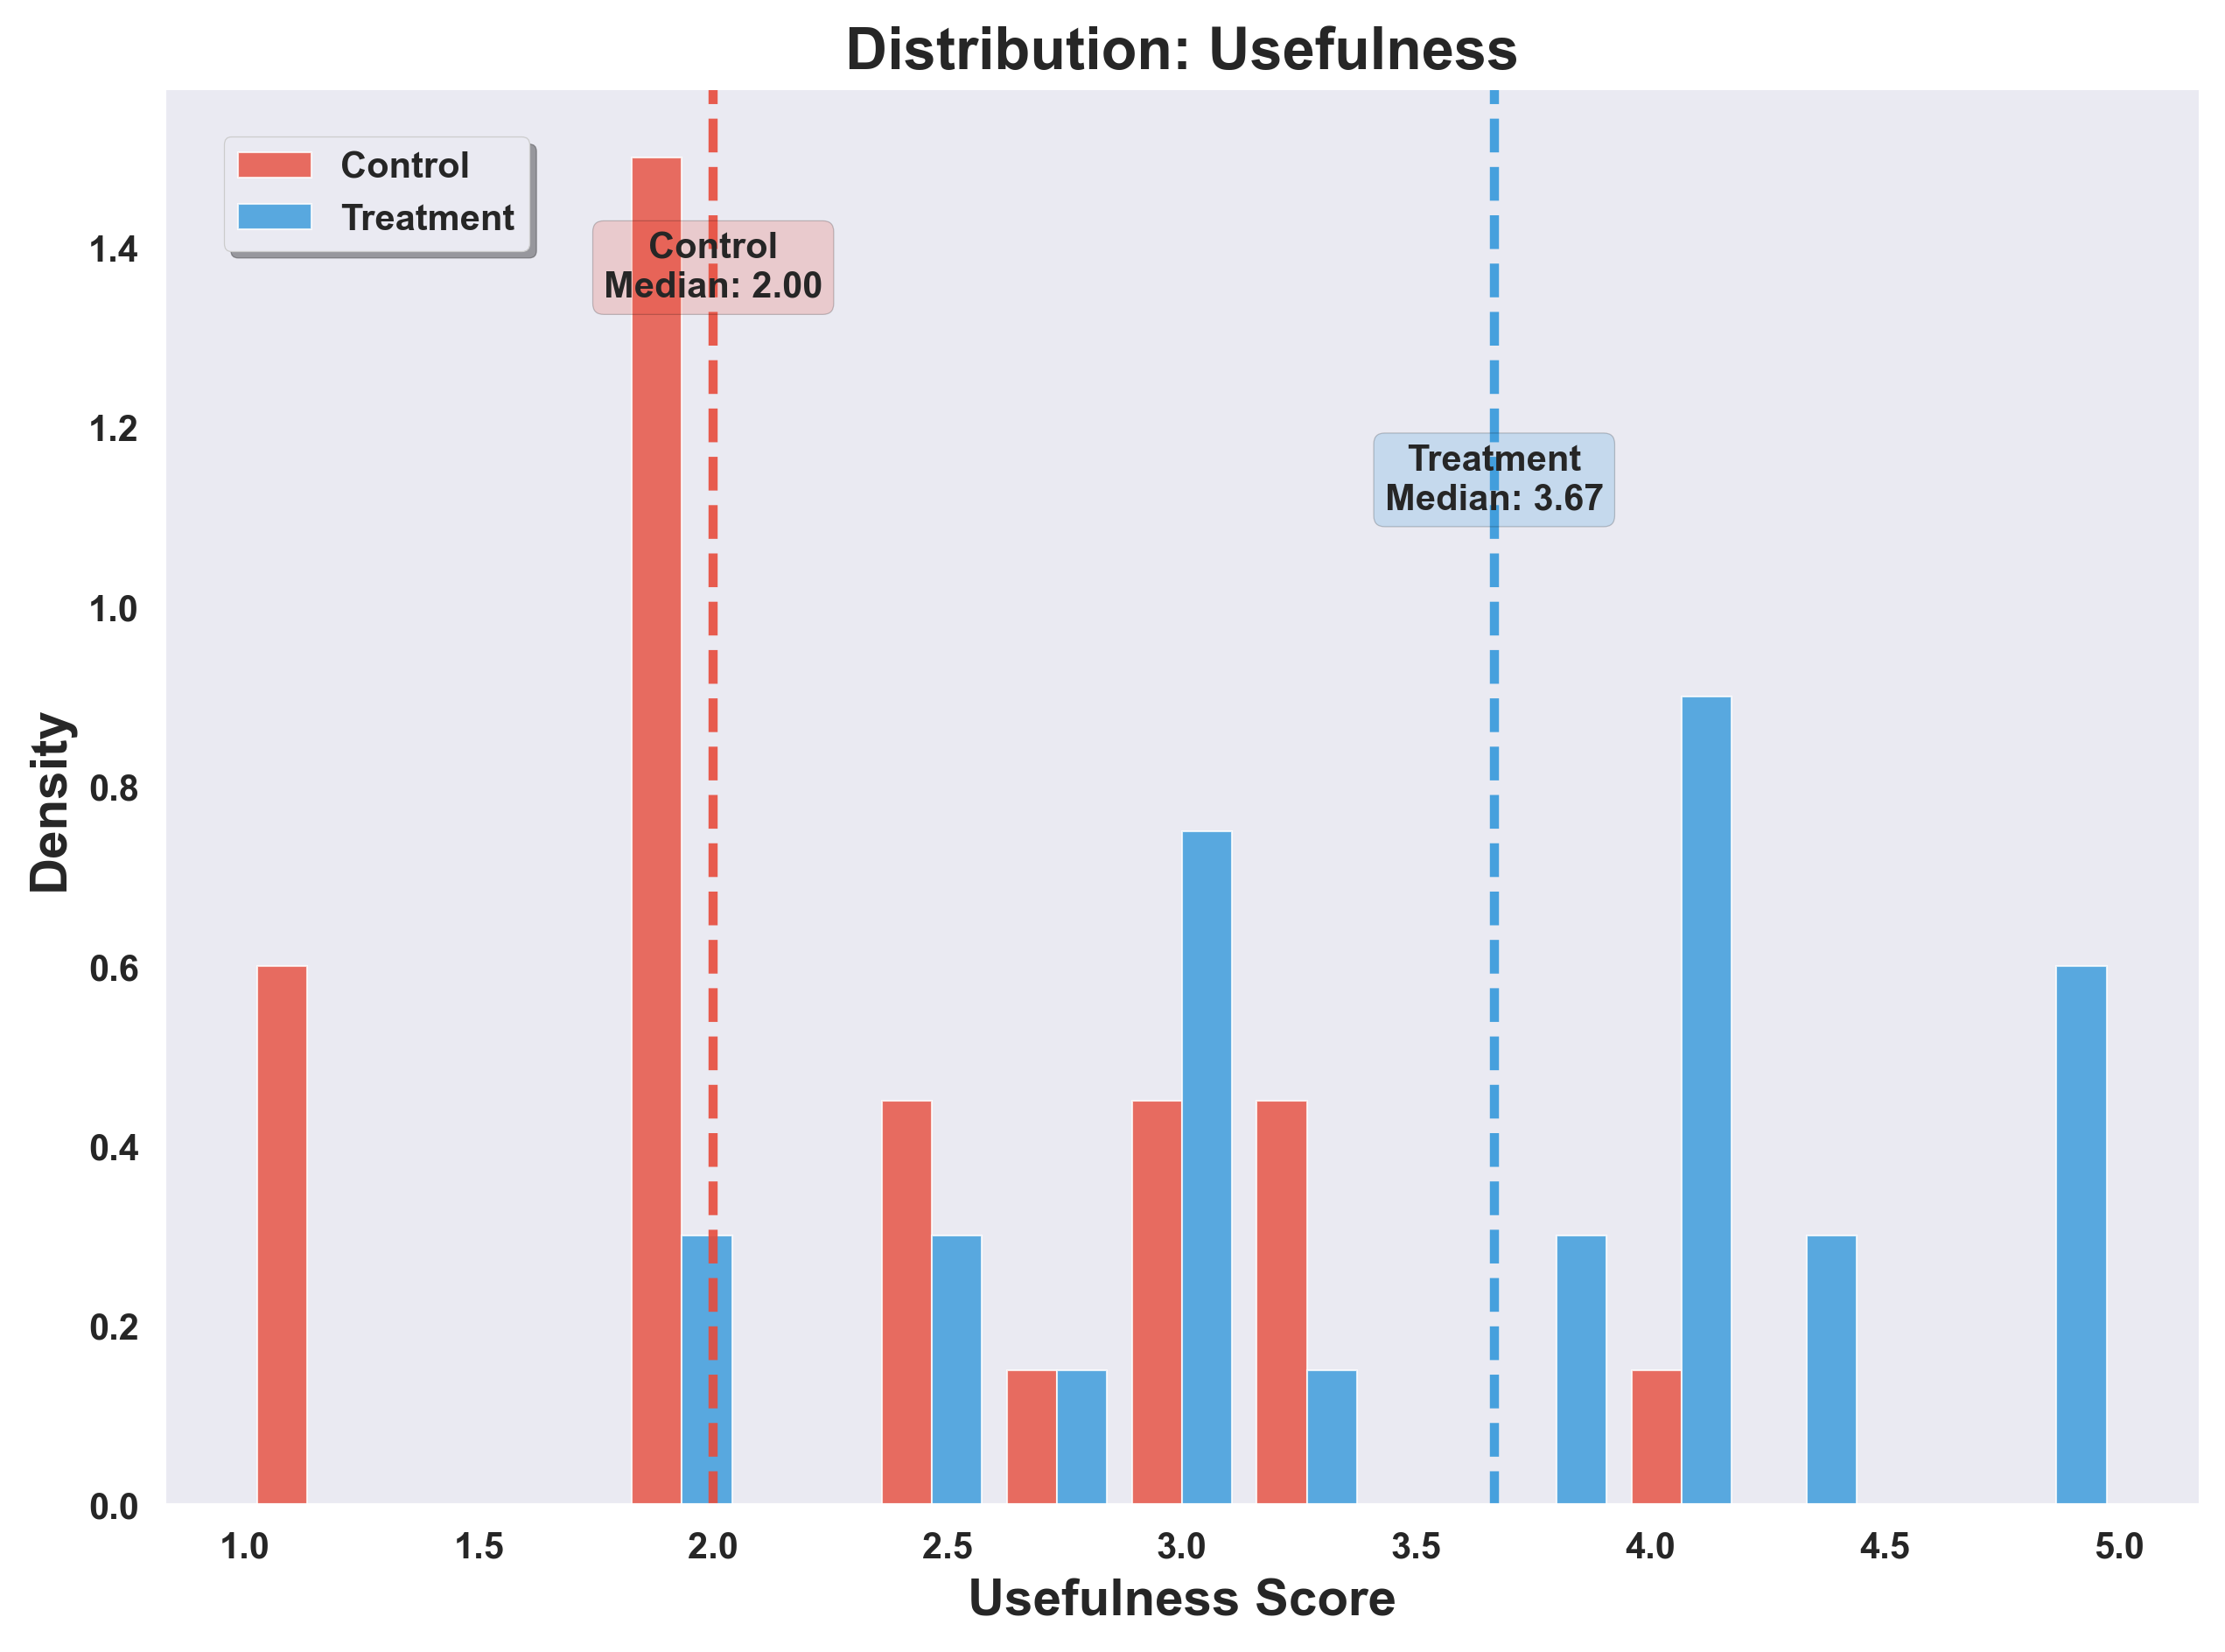 Distribution: Usefulness
Control
Treatment
Control
Median: 2.00
Treatment
Median: 3.67
1.4
1.2
1.0
0.8
0.6
0.4
0.2
0.0
Density
1.0 1.5 2.0 2.5 3.0 3.5 4.0 4.5 5.0
Usefulness Score